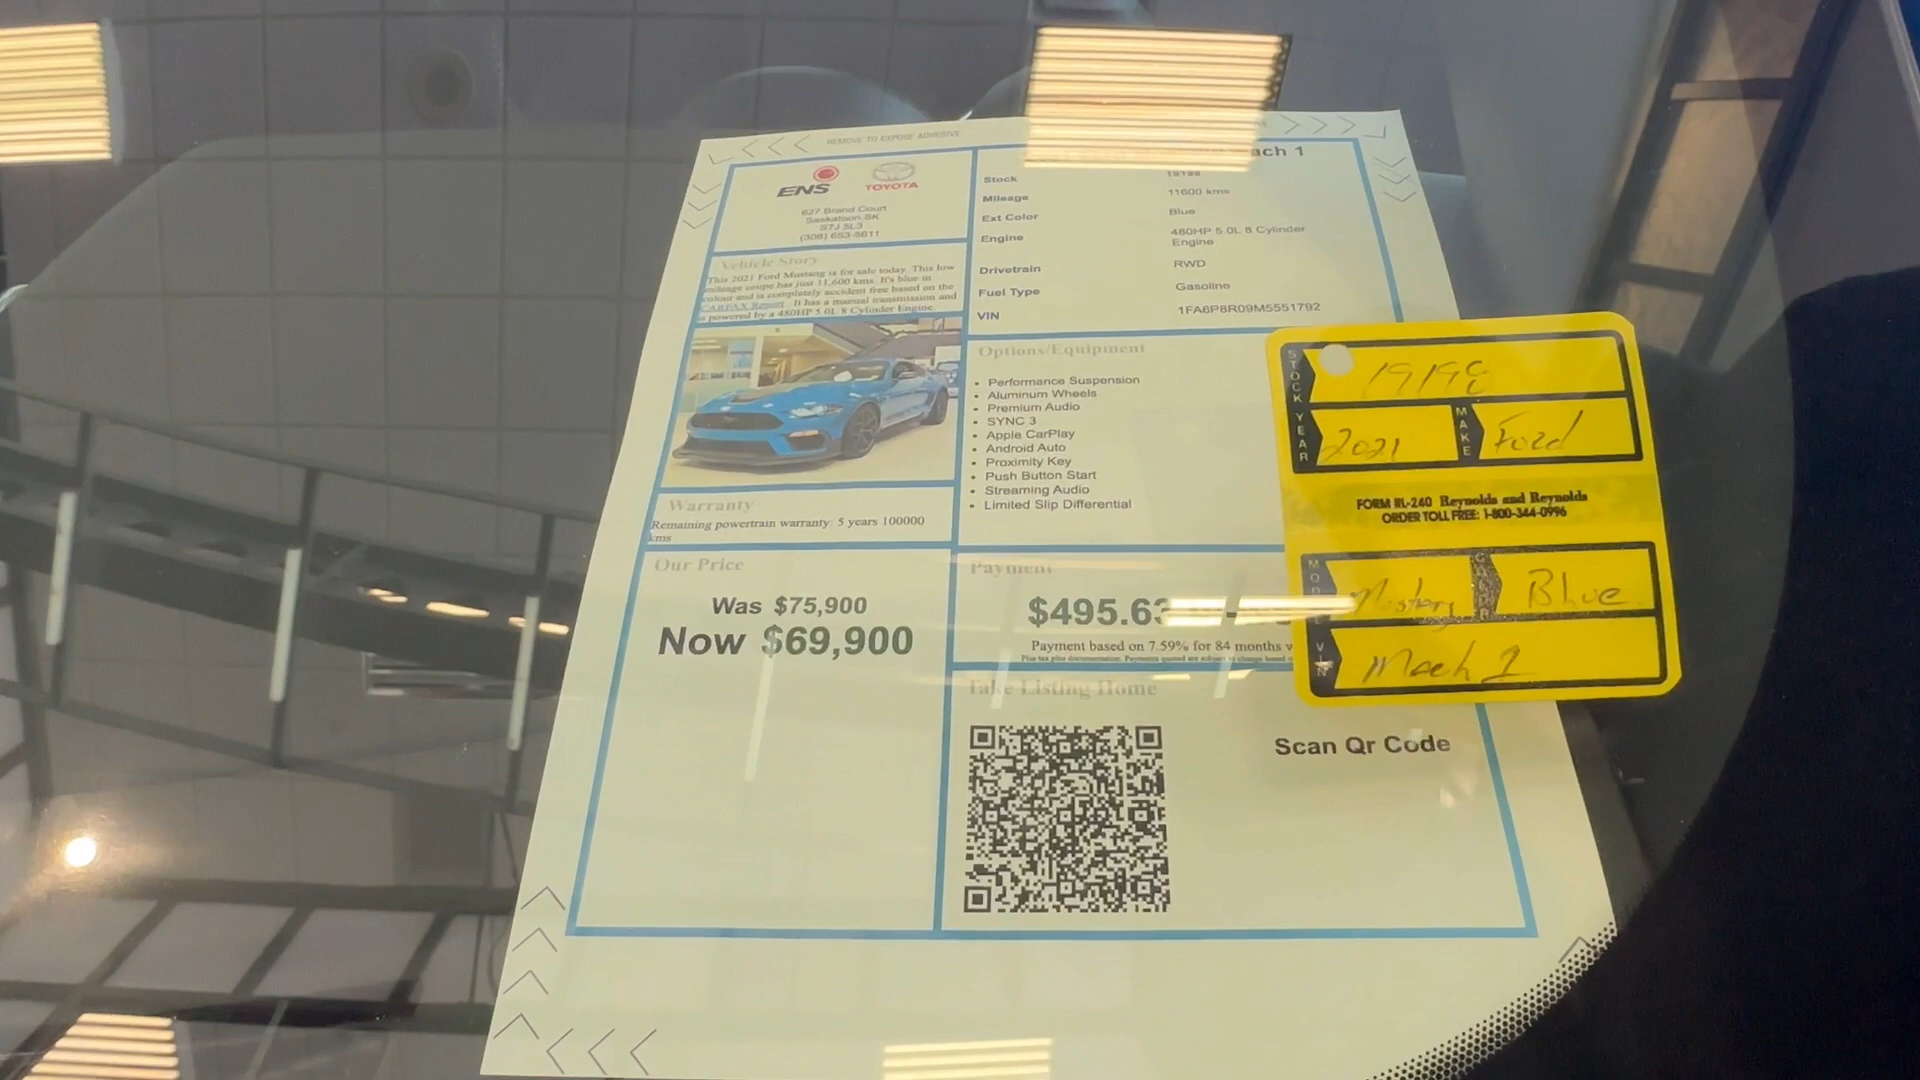 REMOVE TO EXPOSE ADHESIVE
ENS
TOYOTA
627 Brand Court
Saskatoon, SK
S7J 5L3
(306) 653-5611
Vehicle Story
This 2021 Ford Mustang is for sale today. This low
mileage coupe has just 11,600 kms. It's blue in
colour and is completely accident free based on the
CARFAX Report. It has a manual transmission and
is powered by a 480HP 5.0L 8 Cylinder Engine.
Warranty
Remaining powertrain warranty: 5 years 100000
kms
Our Price
Was $75,900
Now $69,900
ach 1
Stock
Mileage 11600 kms
Ext Color Blue
Engine 480HP 5.0L 8 Cylinder
Engine
Drivetrain RWD
Fuel Type Gasoline
VIN 1FA6P8R09M5551792
Options/Equipment
• Performance Suspension
• Aluminum Wheels
• Premium Audio
• SYNC 3
• Apple CarPlay
• Android Auto
• Proximity Key
• Push Button Start
• Streaming Audio
• Limited Slip Differential
Payment
$495.63
Payment based on 7.59% for 84 months
Take Listing Home
Scan Qr Code
STOCK
YEAR 2021 MAKE Ford
FORM RL-240 Reynolds and Reynolds
ORDER TOLL FREE: 1-800-344-0996
MODEL Mustang COLOR Blue
VIN Mach 1